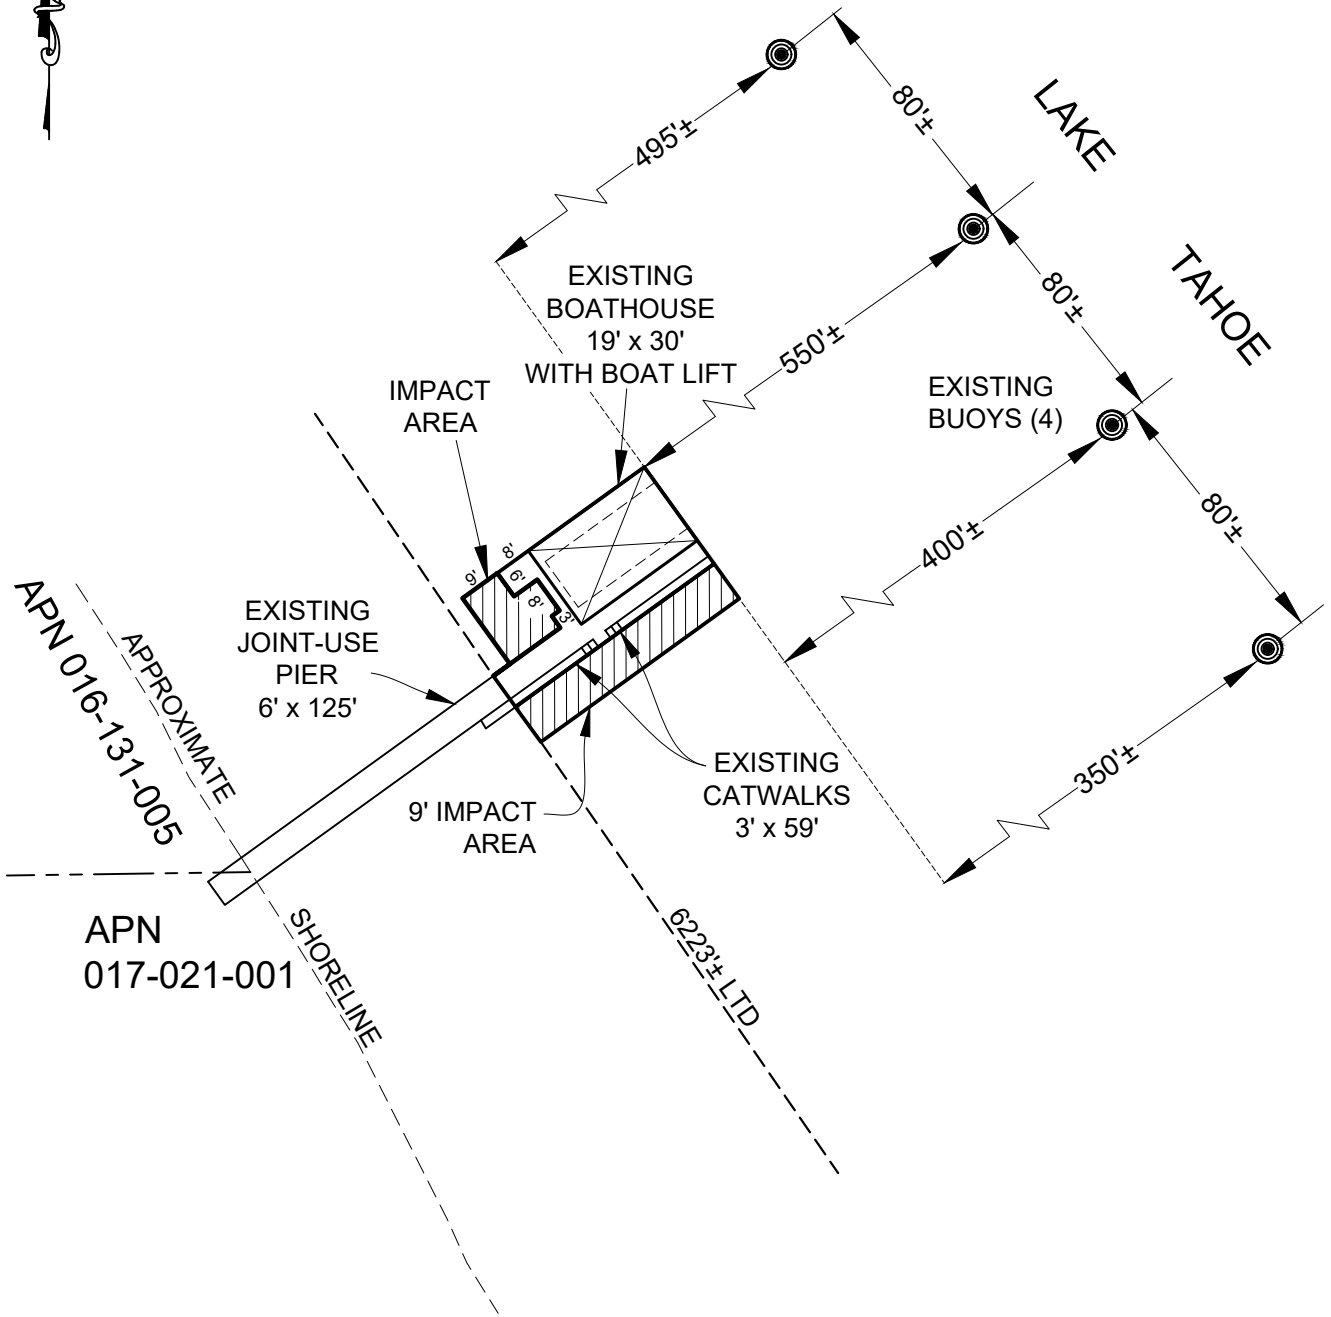 495'±
80'±
LAKE
TAHOE
EXISTING
BOATHOUSE
19' x 30'
WITH BOAT LIFT
550'±
80'±
IMPACT
AREA
EXISTING
BUOYS (4)
8'
9'
6'
8'
3'
400'±
80'±
APN 016-131-005
APPROXIMATE
EXISTING
JOINT-USE
PIER
6' x 125'
9' IMPACT
AREA
EXISTING
CATWALKS
3' x 59'
350'±
APN
017-021-001
SHORELINE
6223'± LTD